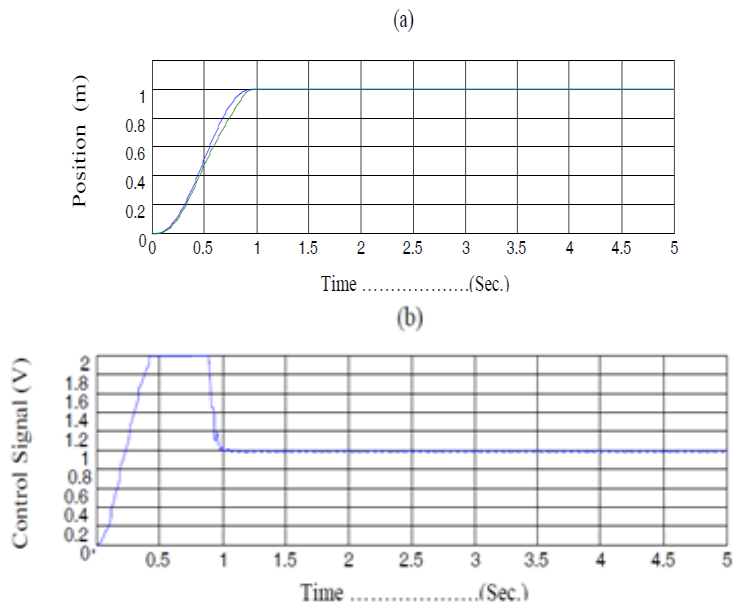 (a)
Position (m)
1
0.8
0.6
0.4
0.2
0
0 0.5 1 1.5 2 2.5 3 3.5 4 4.5 5
Time ...................(Sec.)
(b)
Control Signal (V)
2
1.8
1.6
1.4
1.2
1
0.8
0.6
0.4
0.2
0
0.5 1 1.5 2 2.5 3 3.5 4 4.5 5
Time ...................(Sec.)